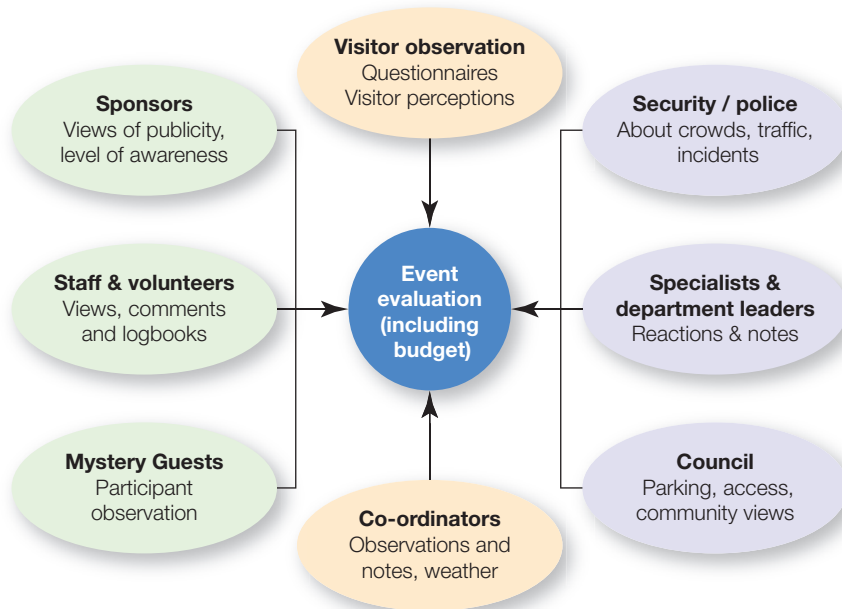 Visitor observation
Questionnaires
Visitor perceptions
Sponsors
Views of publicity,
level of awareness
Security / police
About crowds, traffic,
incidents
Staff & volunteers
Views, comments
and logbooks
Event
evaluation
(including
budget)
Specialists &
department leaders
Reactions & notes
Mystery Guests
Participant
observation
Co-ordinators
Observations and
notes, weather
Council
Parking, access,
community views